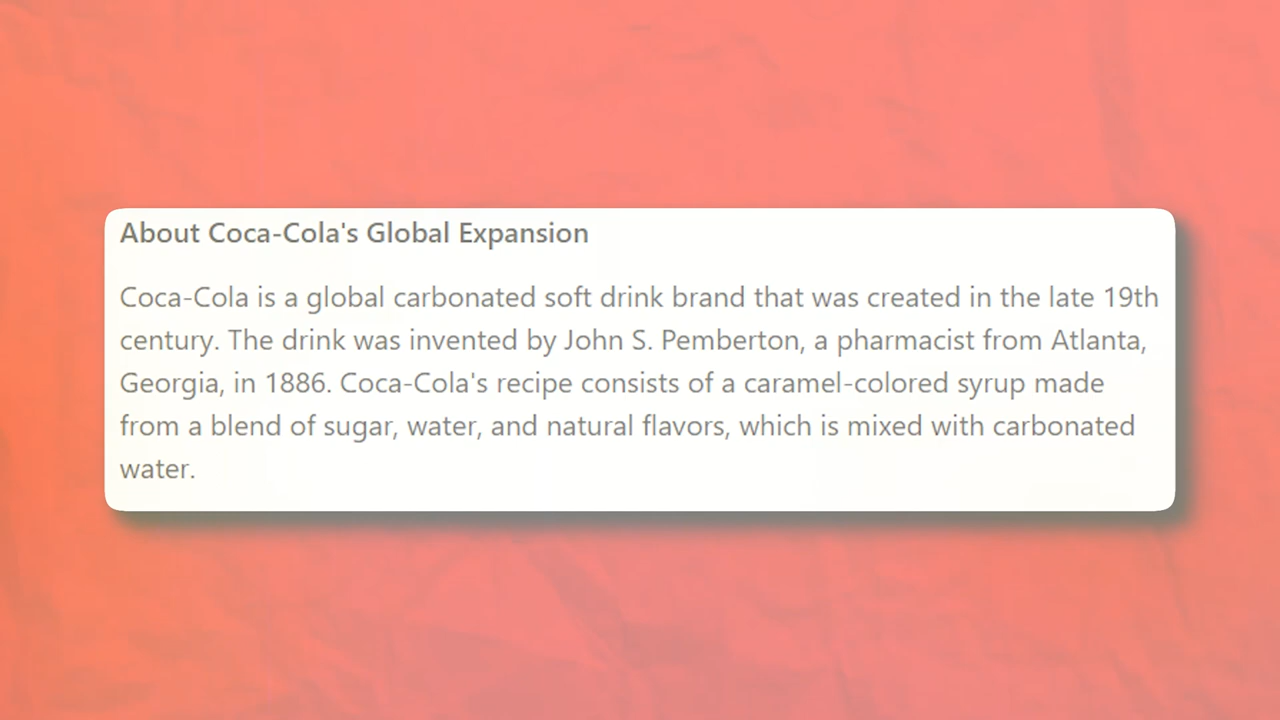 About Coca-Cola's Global Expansion
Coca-Cola is a global carbonated soft drink brand that was created in the late 19th
century. The drink was invented by John S. Pemberton, a pharmacist from Atlanta,
Georgia, in 1886. Coca-Cola's recipe consists of a caramel-colored syrup made
from a blend of sugar, water, and natural flavors, which is mixed with carbonated
water.